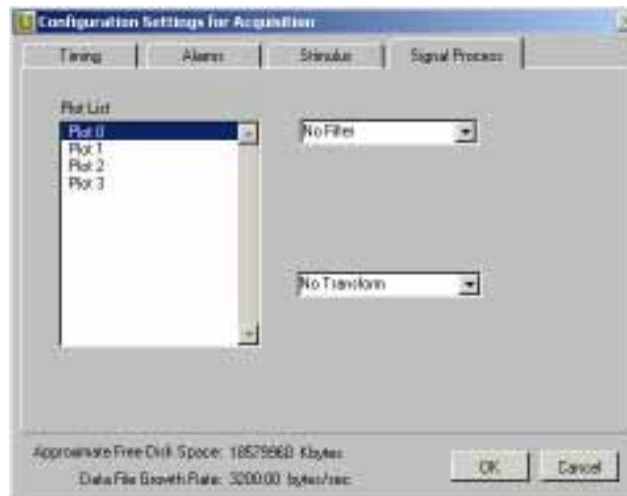 Configuration Settings for Acquisition
Timing Alarms Stimulus Signal Process
Plot List
Plot 0
Plot 1
Plot 2
Plot 3
No Filter
No Transform
Approximate Free Disk Space: 18579960 Kbytes
Data File Growth Rate: 3200.00 bytes/sec
OK Cancel